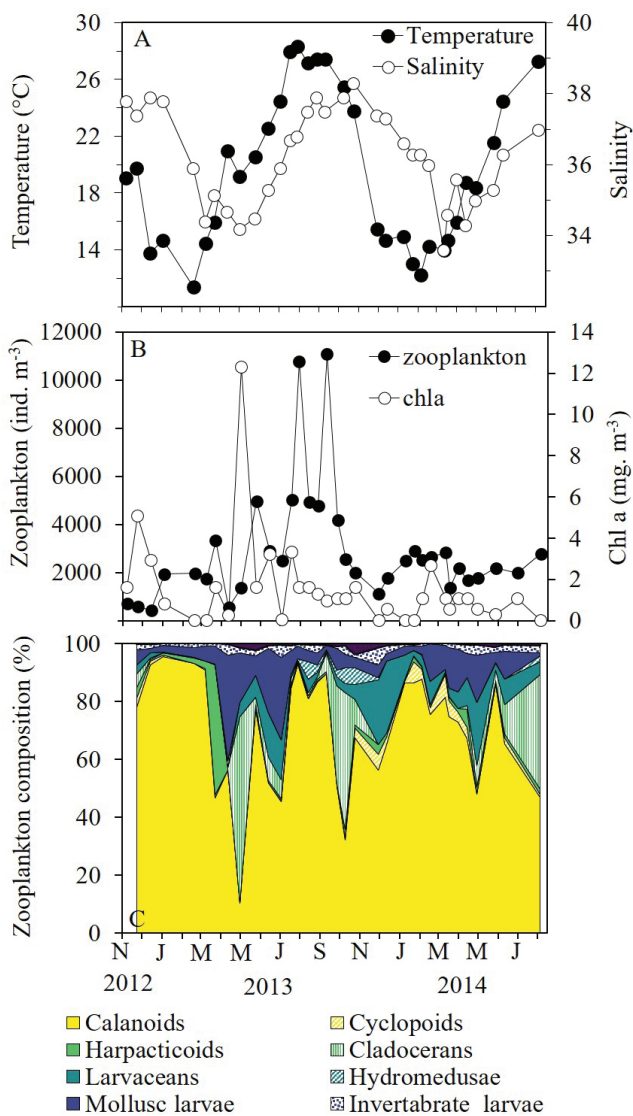 A
Temperature
Salinity
30
26
22
18
14
Temperature (°C)
40
38
36
34
Salinity
B
zooplankton
chla
12000
10000
8000
6000
4000
2000
Zooplankton (ind. m-3)
14
12
10
8
6
4
2
0
Chl a (mg. m-3)
100
80
60
40
20
0
Zooplankton composition (%)
C
N J M M J S N J M M J
2012 2013 2014
Calanoids Cyclopoids
Harpacticoids Cladocerans
Larvaceans Hydromedusae
Mollusc larvae Invertabrate larvae